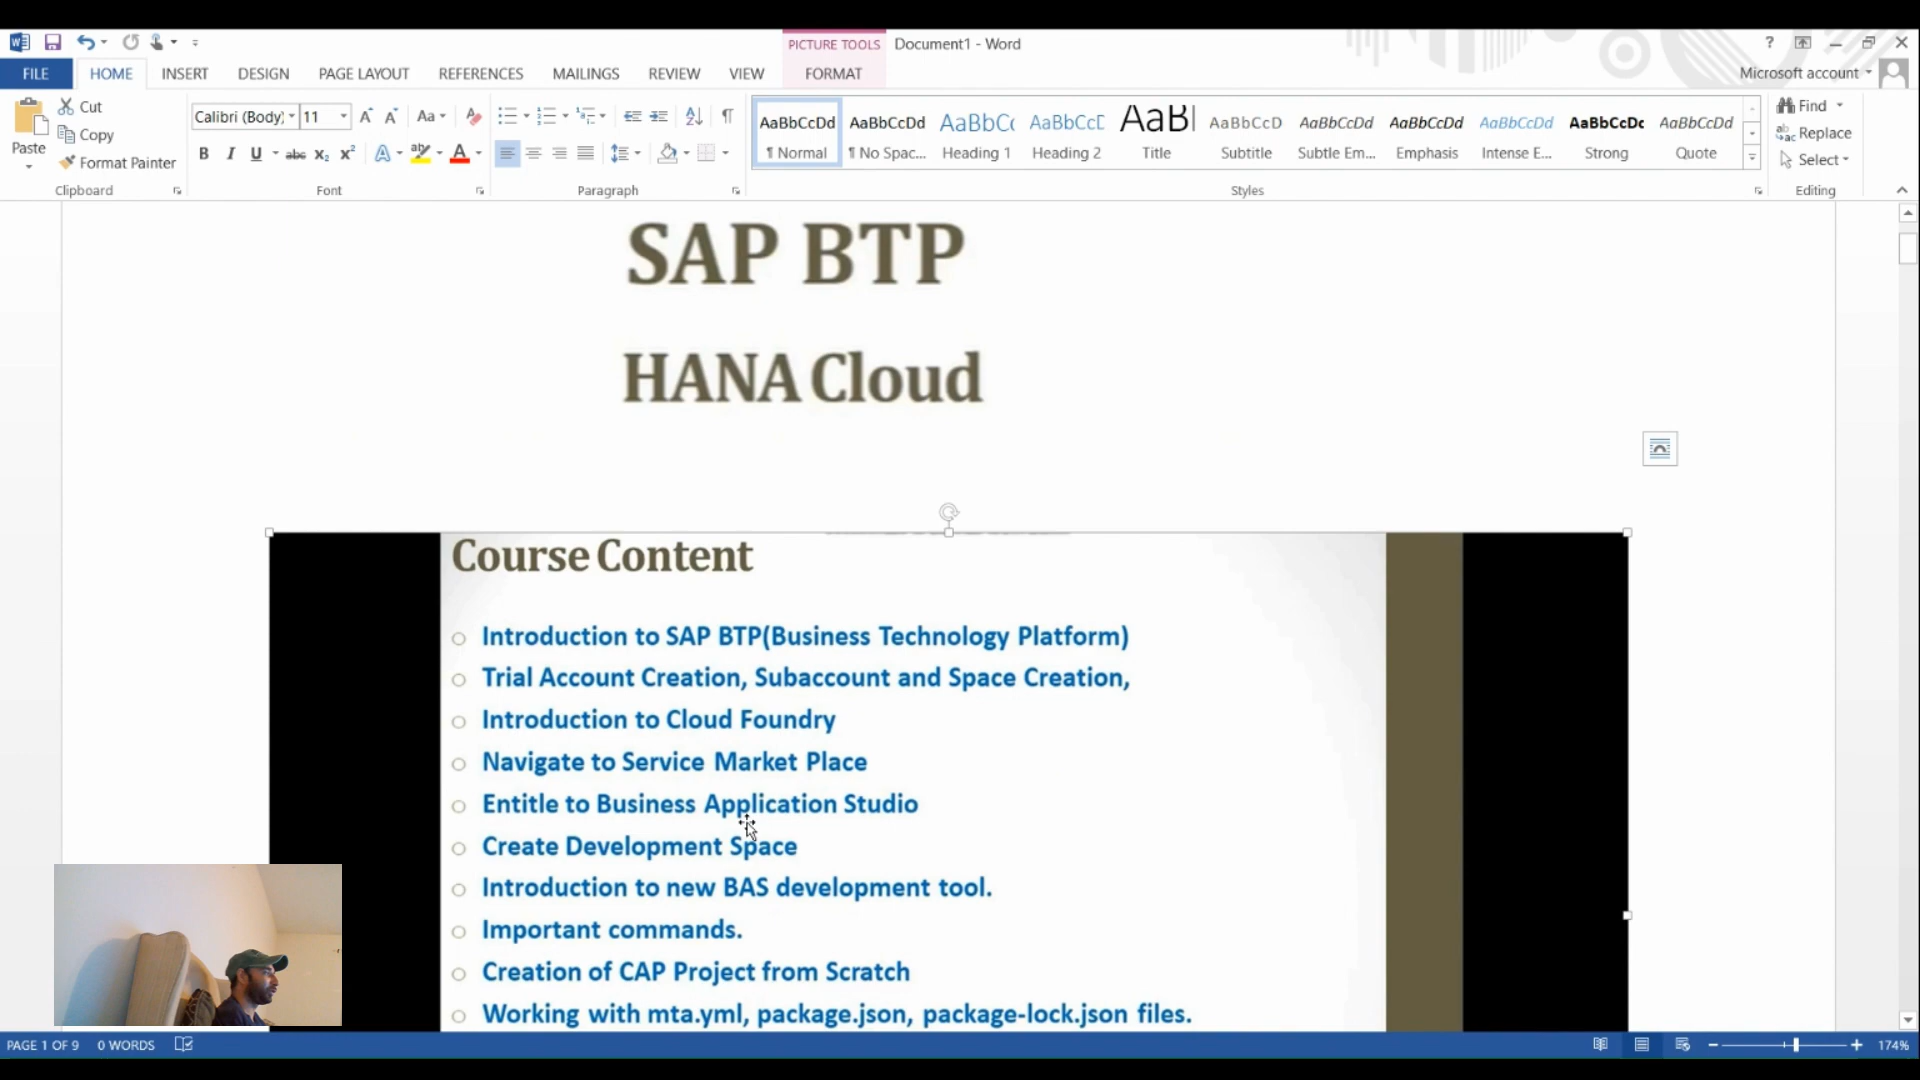 PICTURE TOOLS
Document1 - Word
?
FILE
HOME
INSERT
DESIGN
PAGE LAYOUT
REFERENCES
MAILINGS
REVIEW
VIEW
FORMAT
Microsoft account
Paste
Cut
Copy
Format Painter
Clipboard
Calibri (Body)
11
Aa
B I U abc x₂ x²
Font
Paragraph
AaBbCcDd
¶ Normal
AaBbCcDd
¶ No Spac...
AaBbC
Heading 1
AaBbCcD
Heading 2
AaB
Title
AaBbCcD
Subtitle
AaBbCcDd
Subtle Em...
AaBbCcDd
Emphasis
AaBbCcDd
Intense E...
AaBbCcDc
Strong
AaBbCcDd
Quote
Styles
Find
Replace
Select
Editing
SAP BTP
HANA Cloud
Course Content
Introduction to SAP BTP(Business Technology Platform)
Trial Account Creation, Subaccount and Space Creation,
Introduction to Cloud Foundry
Navigate to Service Market Place
Entitle to Business Application Studio
Create Development Space
Introduction to new BAS development tool.
Important commands.
Creation of CAP Project from Scratch
Working with mta.yml, package.json, package-lock.json files.
PAGE 1 OF 9
0 WORDS
174%